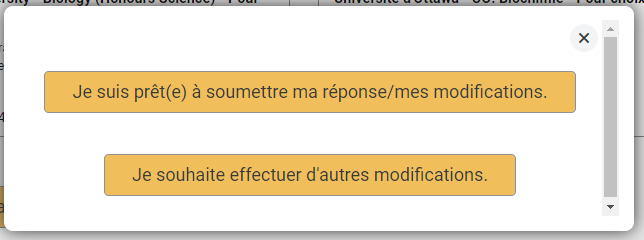 Je suis prêt(e) à soumettre ma réponse/mes modifications.
Je souhaite effectuer d'autres modifications.